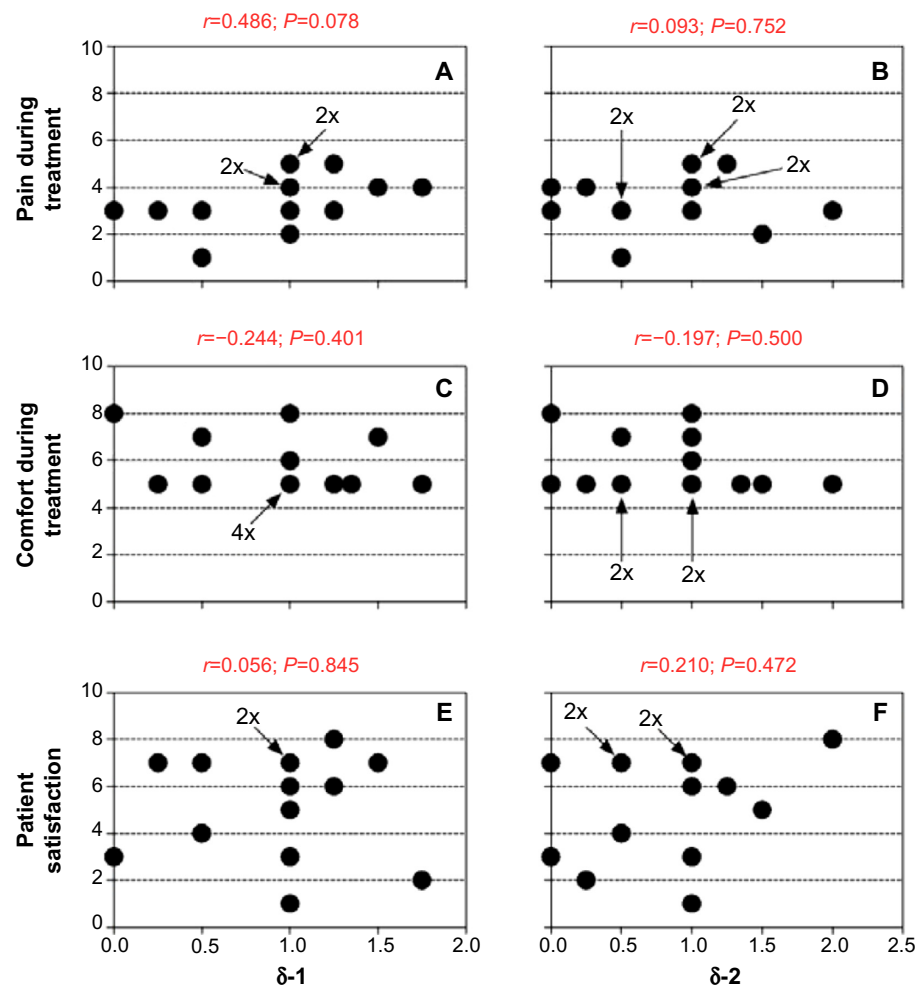 r=0.486; P=0.078
r=0.093; P=0.752
Pain during
treatment
10
8
6
4
2
0
A
2x
2x
B
2x
2x
2x
r=−0.244; P=0.401
r=−0.197; P=0.500
Comfort during
treatment
10
8
6
4
2
0
C
4x
D
2x
2x
r=0.056; P=0.845
r=0.210; P=0.472
Patient
satisfaction
10
8
6
4
2
0
E
2x
F
2x
2x
0.0 0.5 1.0 1.5 2.0
0.0 0.5 1.0 1.5 2.0 2.5
δ-1
δ-2